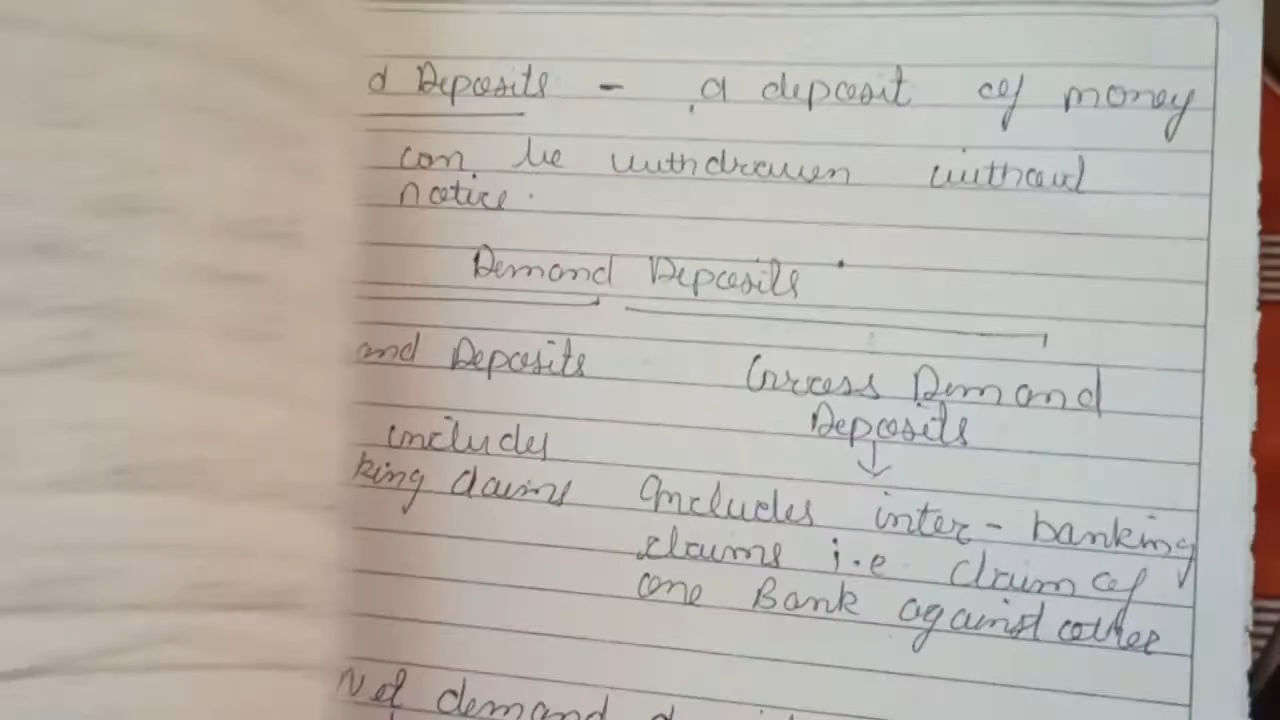 d Deposits - a deposit of money
can be withdrawn without
notice.
Demand Deposits
and Deposits Gross Demand
Deposits
includes
king claims Includes inter-banking
claims i.e claim of
one Bank against other
Net demand